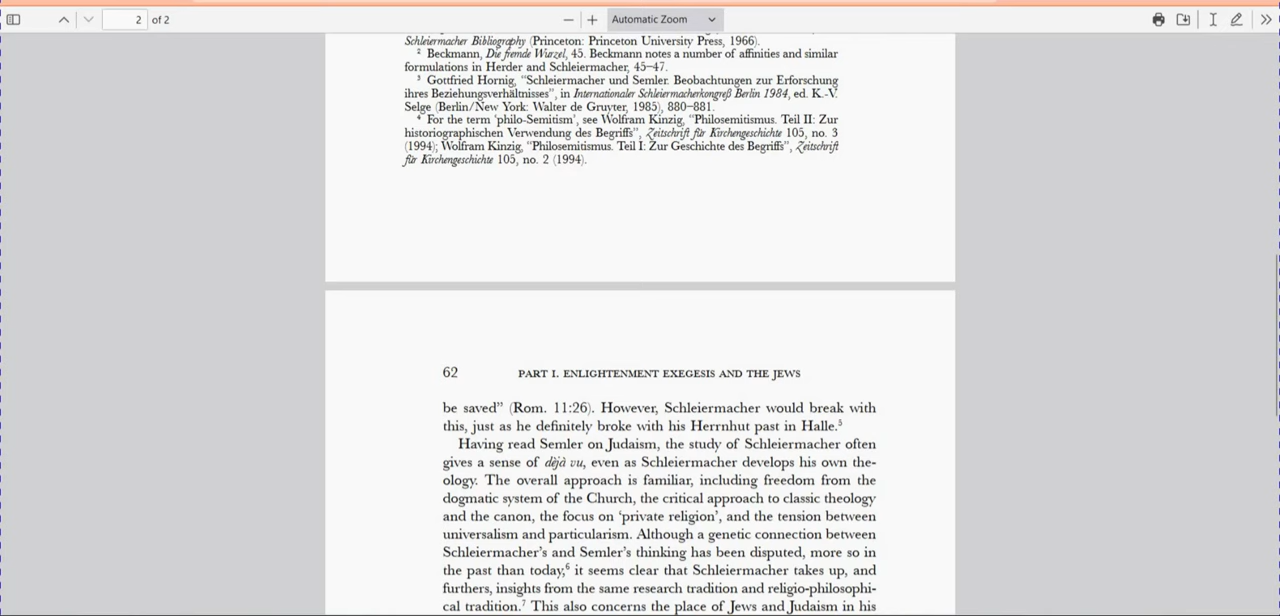 2 of 2
Automatic Zoom
Schleiermacher Bibliography (Princeton: Princeton University Press, 1966).
2 Beckmann, Die fremde Wurzel, 45. Beckmann notes a number of affinities and similar
formulations in Herder and Schleiermacher, 45–47.
3 Gottfried Hornig, “Schleiermacher und Semler. Beobachtungen zur Erforschung
ihres Beziehungsverhältnisses”, in Internationaler Schleiermacherkongreß Berlin 1984, ed. K.-V.
Selge (Berlin/New York: Walter de Gruyter, 1985), 880–881.
4 For the term ‘philo-Semitism’, see Wolfram Kinzig, “Philosemitismus. Teil II: Zur
historiographischen Verwendung des Begriffs”, Zeitschrift für Kirchengeschichte 105, no. 3
(1994); Wolfram Kinzig, “Philosemitismus. Teil I: Zur Geschichte des Begriffs”, Zeitschrift
für Kirchengeschichte 105, no. 2 (1994).
62 PART I. ENLIGHTENMENT EXEGESIS AND THE JEWS
be saved” (Rom. 11:26). However, Schleiermacher would break with
this, just as he definitely broke with his Herrnhut past in Halle.5
Having read Semler on Judaism, the study of Schleiermacher often
gives a sense of déjà vu, even as Schleiermacher develops his own the-
ology. The overall approach is familiar, including freedom from the
dogmatic system of the Church, the critical approach to classic theology
and the canon, the focus on ‘private religion’, and the tension between
universalism and particularism. Although a genetic connection between
Schleiermacher’s and Semler’s thinking has been disputed, more so in
the past than today,6 it seems clear that Schleiermacher takes up, and
furthers, insights from the same research tradition and religio-philosophi-
cal tradition.7 This also concerns the place of Jews and Judaism in his